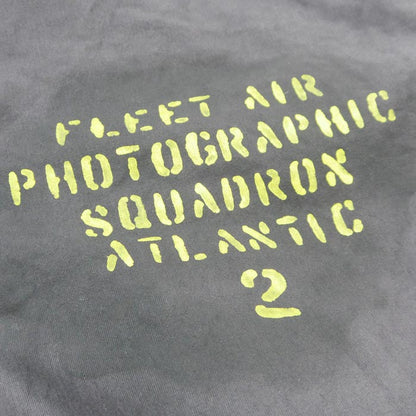 FLEET AIR
PHOTOGRAPHIC
SQUADRON
ATLANTIC
2